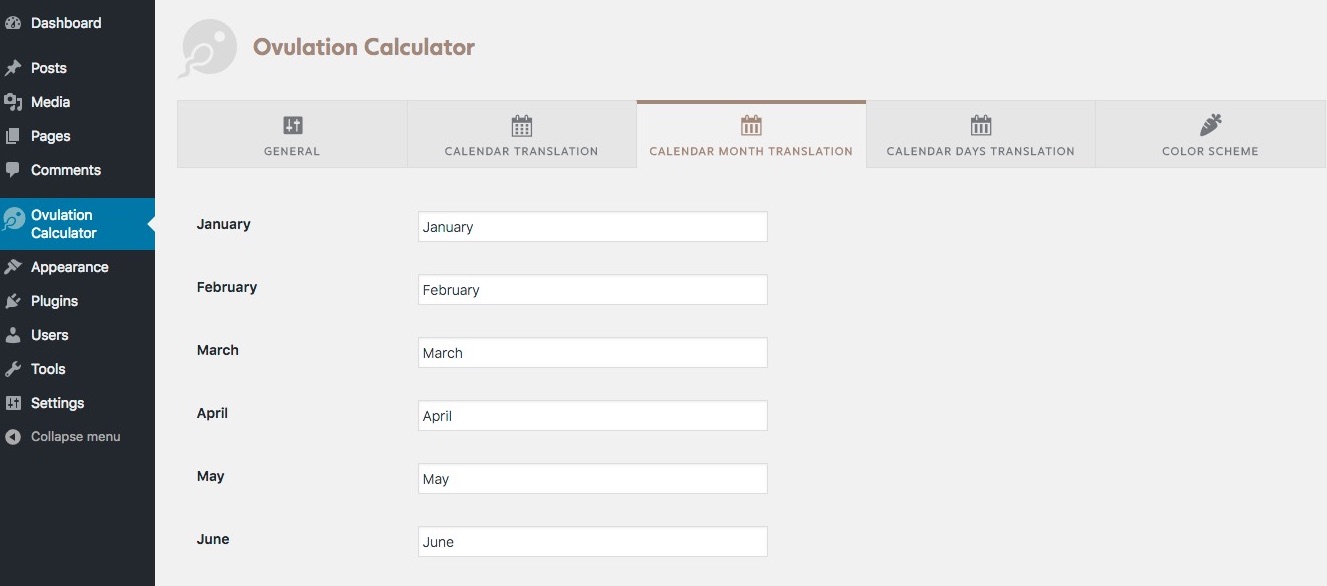 Dashboard
Posts
Media
Pages
Comments
Ovulation
Calculator
Appearance
Plugins
Users
Tools
Settings
Collapse menu
Ovulation Calculator
GENERAL
CALENDAR TRANSLATION
CALENDAR MONTH TRANSLATION
CALENDAR DAYS TRANSLATION
COLOR SCHEME
January
January
February
February
March
March
April
April
May
May
June
June